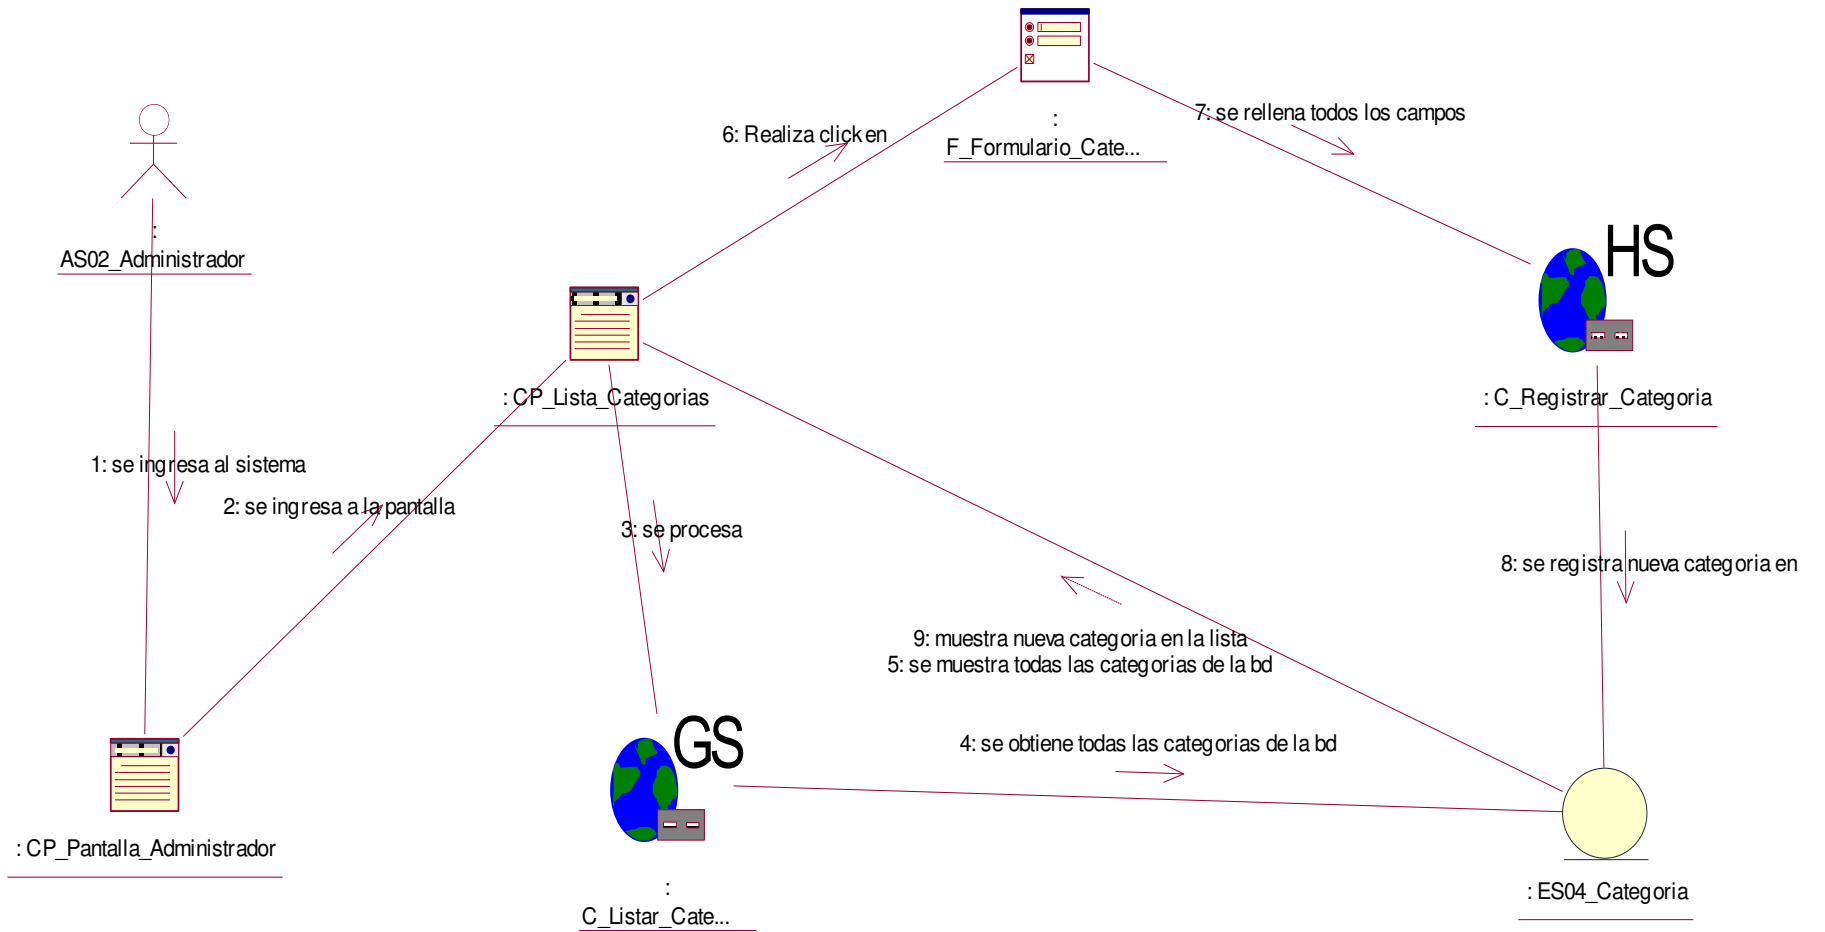 7: se rellena todos los campos
6: Realiza click en
:
F_Formulario_Cate...
:
AS02_Administrador
HS
: CP_Lista_Categorias
: C_Registrar_Categoria
1: se ingresa al sistema
2: se ingresa a la pantalla
3: se procesa
8: se registra nueva categoria en
9: muestra nueva categoria en la lista
5: se muestra todas las categorias de la bd
GS
4: se obtiene todas las categorias de la bd
: CP_Pantalla_Administrador
:
C_Listar_Cate...
: ES04_Categoria